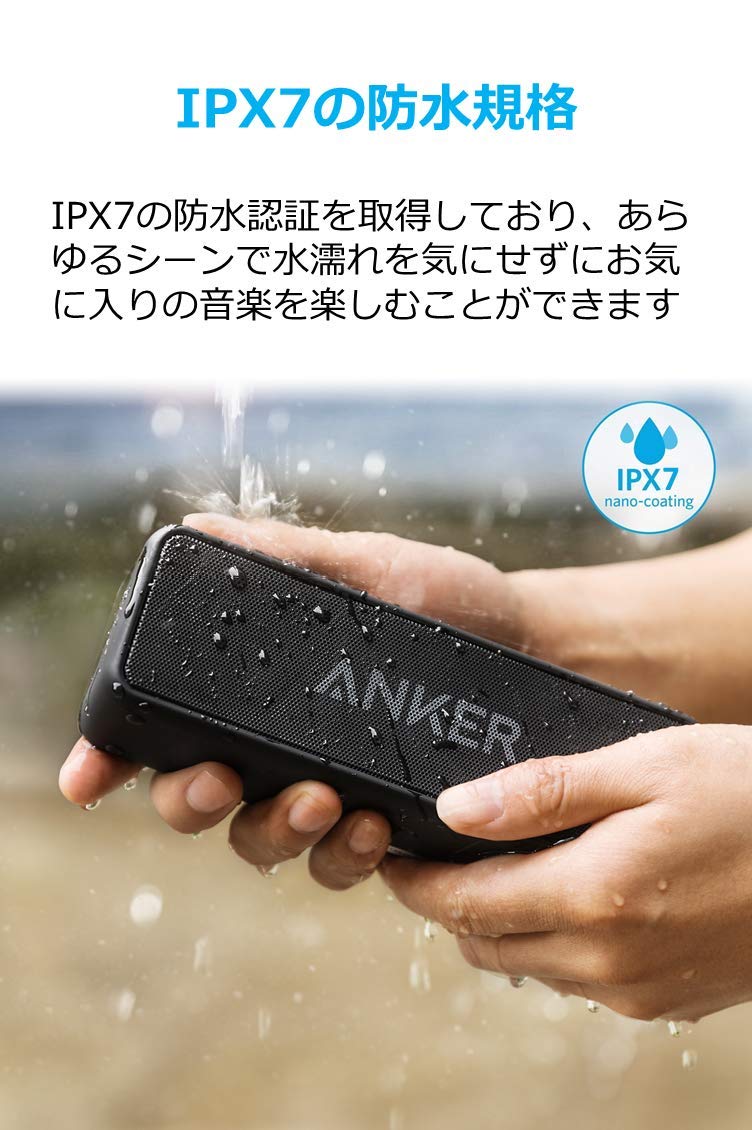 IPX7の防水規格
IPX7の防水認証を取得しており、あら
ゆるシーンで水濡れを気にせずにお気
に入りの音楽を楽しむことができます
IPX7
nano-coating
ANKER